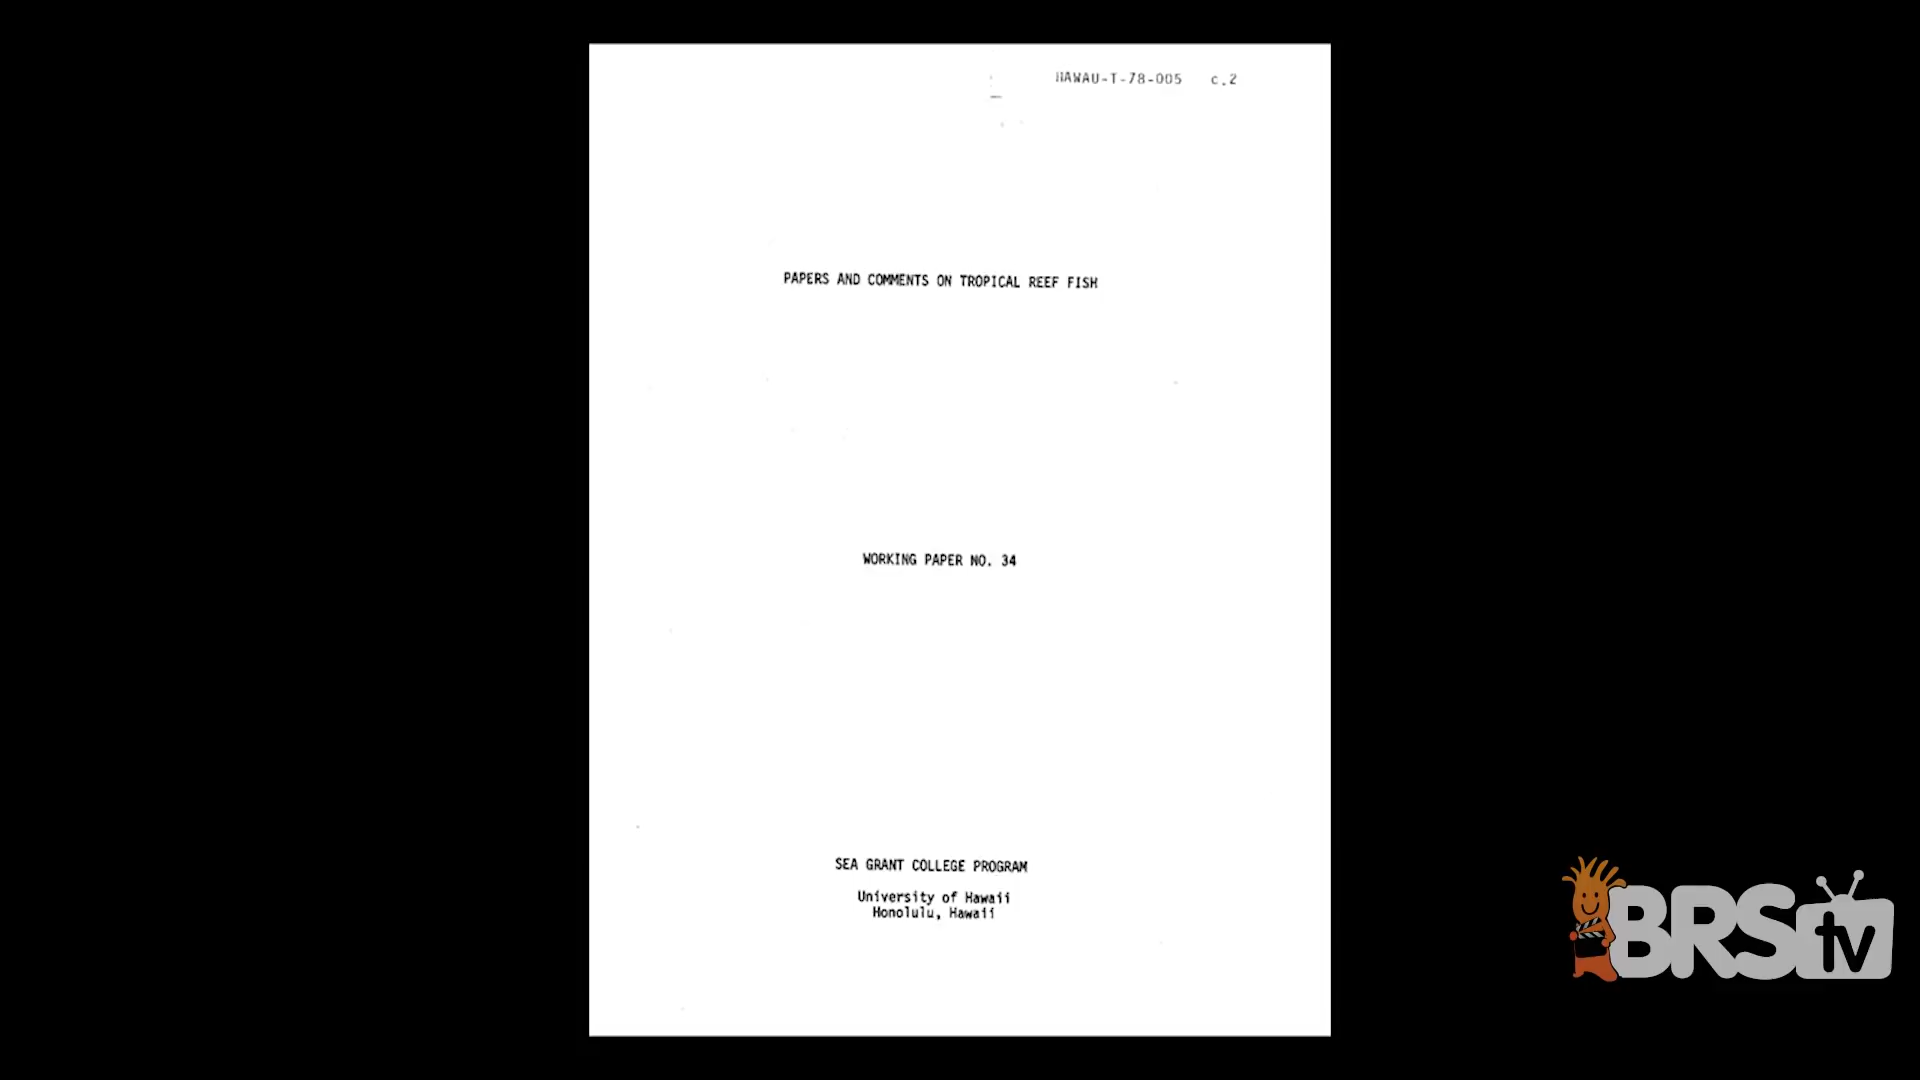 HAWAU-T-78-005 c.2
PAPERS AND COMMENTS ON TROPICAL REEF FISH
WORKING PAPER NO. 34
SEA GRANT COLLEGE PROGRAM
University of Hawaii
Honolulu, Hawaii
BRStv